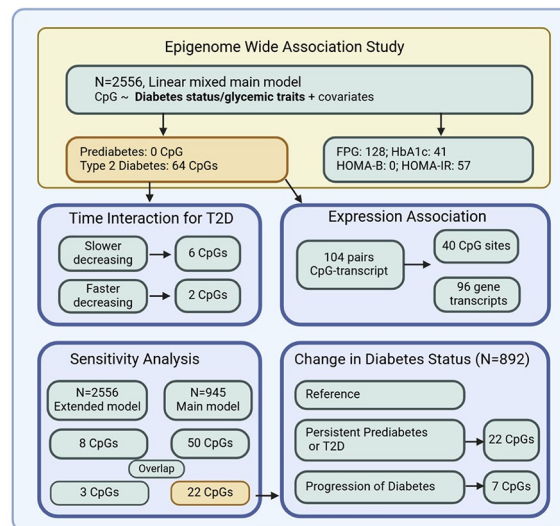 Epigenome Wide Association Study
N=2556, Linear mixed main model
CpG ~ Diabetes status/glycemic traits + covariates
Prediabetes: 0 CpG
Type 2 Diabetes: 64 CpGs
FPG: 128; HbA1c: 41
HOMA-B: 0; HOMA-IR: 57
Time Interaction for T2D
Slower
decreasing
6 CpGs
Faster
decreasing
2 CpGs
Expression Association
104 pairs
CpG-transcript
40 CpG sites
96 gene
transcripts
Sensitivity Analysis
N=2556
Extended model
N=945
Main model
8 CpGs
50 CpGs
Overlap
3 CpGs
22 CpGs
Change in Diabetes Status (N=892)
Reference
Persistent Prediabetes
or T2D
22 CpGs
Progression of Diabetes
7 CpGs